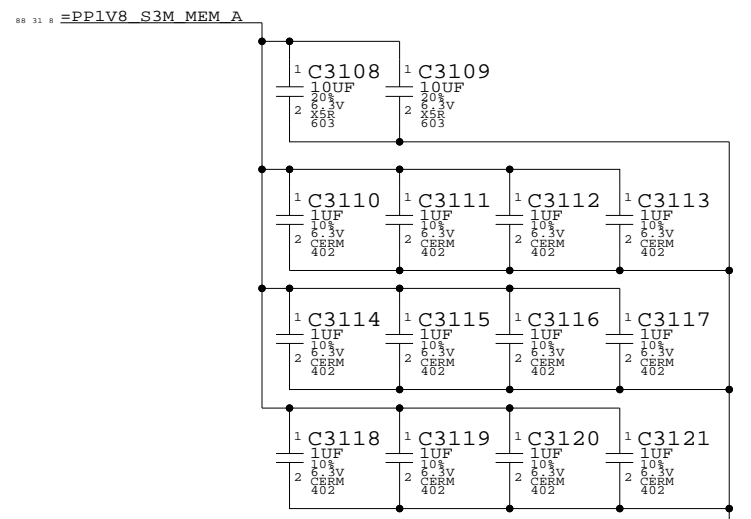 88 31 8 =PP1V8_S3M_MEM_A
1 C3108 1 C3109
10UF 10UF
20% 20%
6.3V 6.3V
2 X5R 2 X5R
603 603
1 C3110 1 C3111 1 C3112 1 C3113
1UF 1UF 1UF 1UF
10% 10% 10% 10%
6.3V 6.3V 6.3V 6.3V
2 CERM 2 CERM 2 CERM 2 CERM
402 402 402 402
1 C3114 1 C3115 1 C3116 1 C3117
1UF 1UF 1UF 1UF
10% 10% 10% 10%
6.3V 6.3V 6.3V 6.3V
2 CERM 2 CERM 2 CERM 2 CERM
402 402 402 402
1 C3118 1 C3119 1 C3120 1 C3121
1UF 1UF 1UF 1UF
10% 10% 10% 10%
6.3V 6.3V 6.3V 6.3V
2 CERM 2 CERM 2 CERM 2 CERM
402 402 402 402